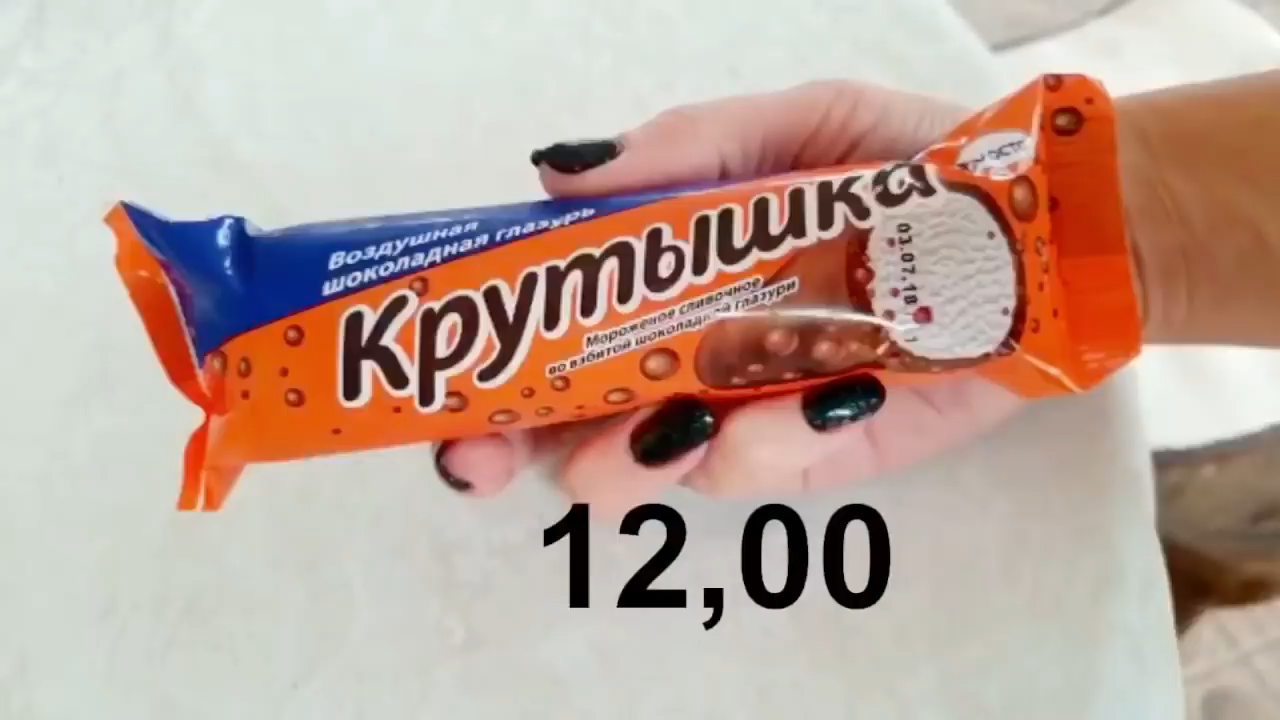 Воздушная
шоколадная глазурь
Крутышка
Мороженое сливочное
во взбитой шоколадной глазури
03.07.18
12,00